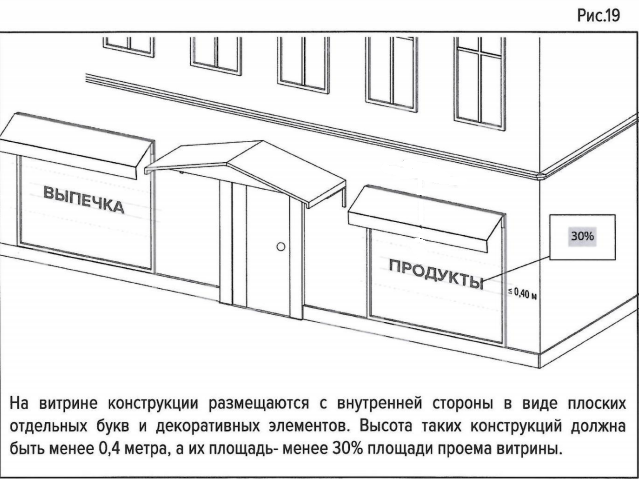 Рис.19
ВЫПЕЧКА
30%
ПРОДУКТЫ
≤ 0,40 м
На витрине конструкции размещаются с внутренней стороны в виде плоских
отдельных букв и декоративных элементов. Высота таких конструкций должна
быть менее 0,4 метра, а их площадь- менее 30% площади проема витрины.